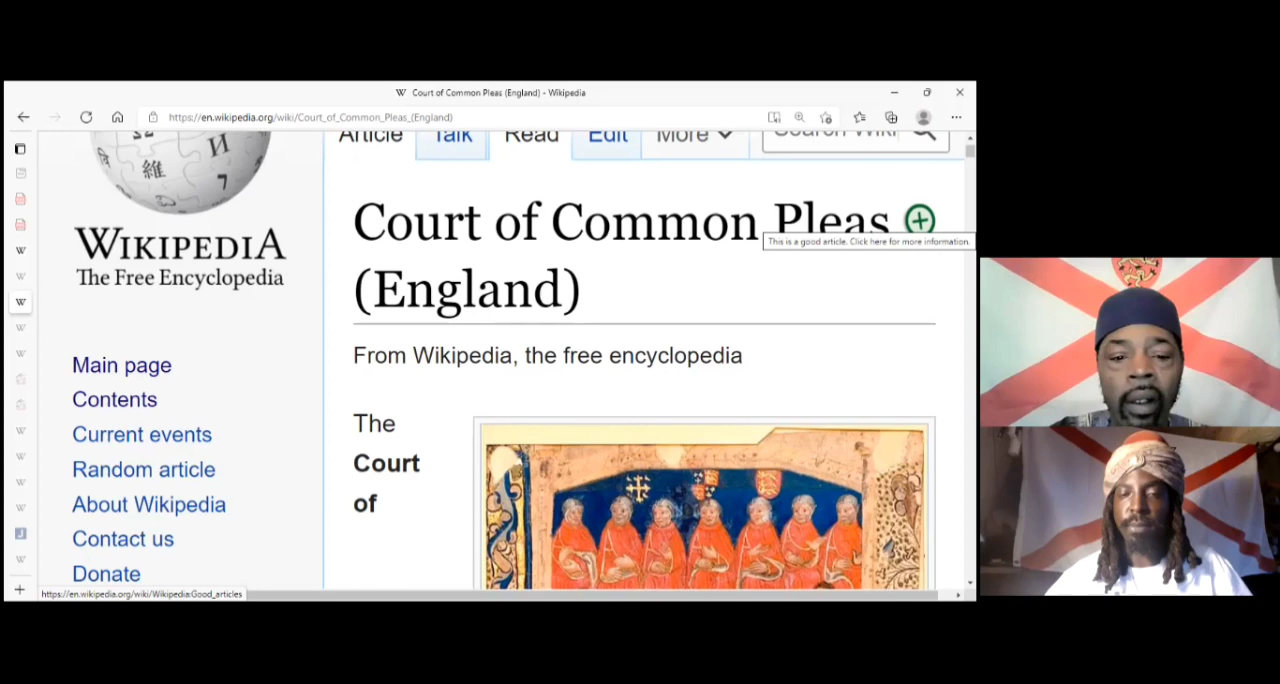 Court of Common Pleas (England) - Wikipedia
https://en.wikipedia.org/wiki/Court_of_Common_Pleas_(England)
Article Talk Read Edit More Search Wiki
Court of Common Pleas
This is a good article. Click here for more information.
(England)
WIKIPEDIA
The Free Encyclopedia
From Wikipedia, the free encyclopedia
Main page
Contents
Current events
Random article
About Wikipedia
Contact us
Donate
The
Court
of
https://en.wikipedia.org/wiki/Wikipedia:Good_articles